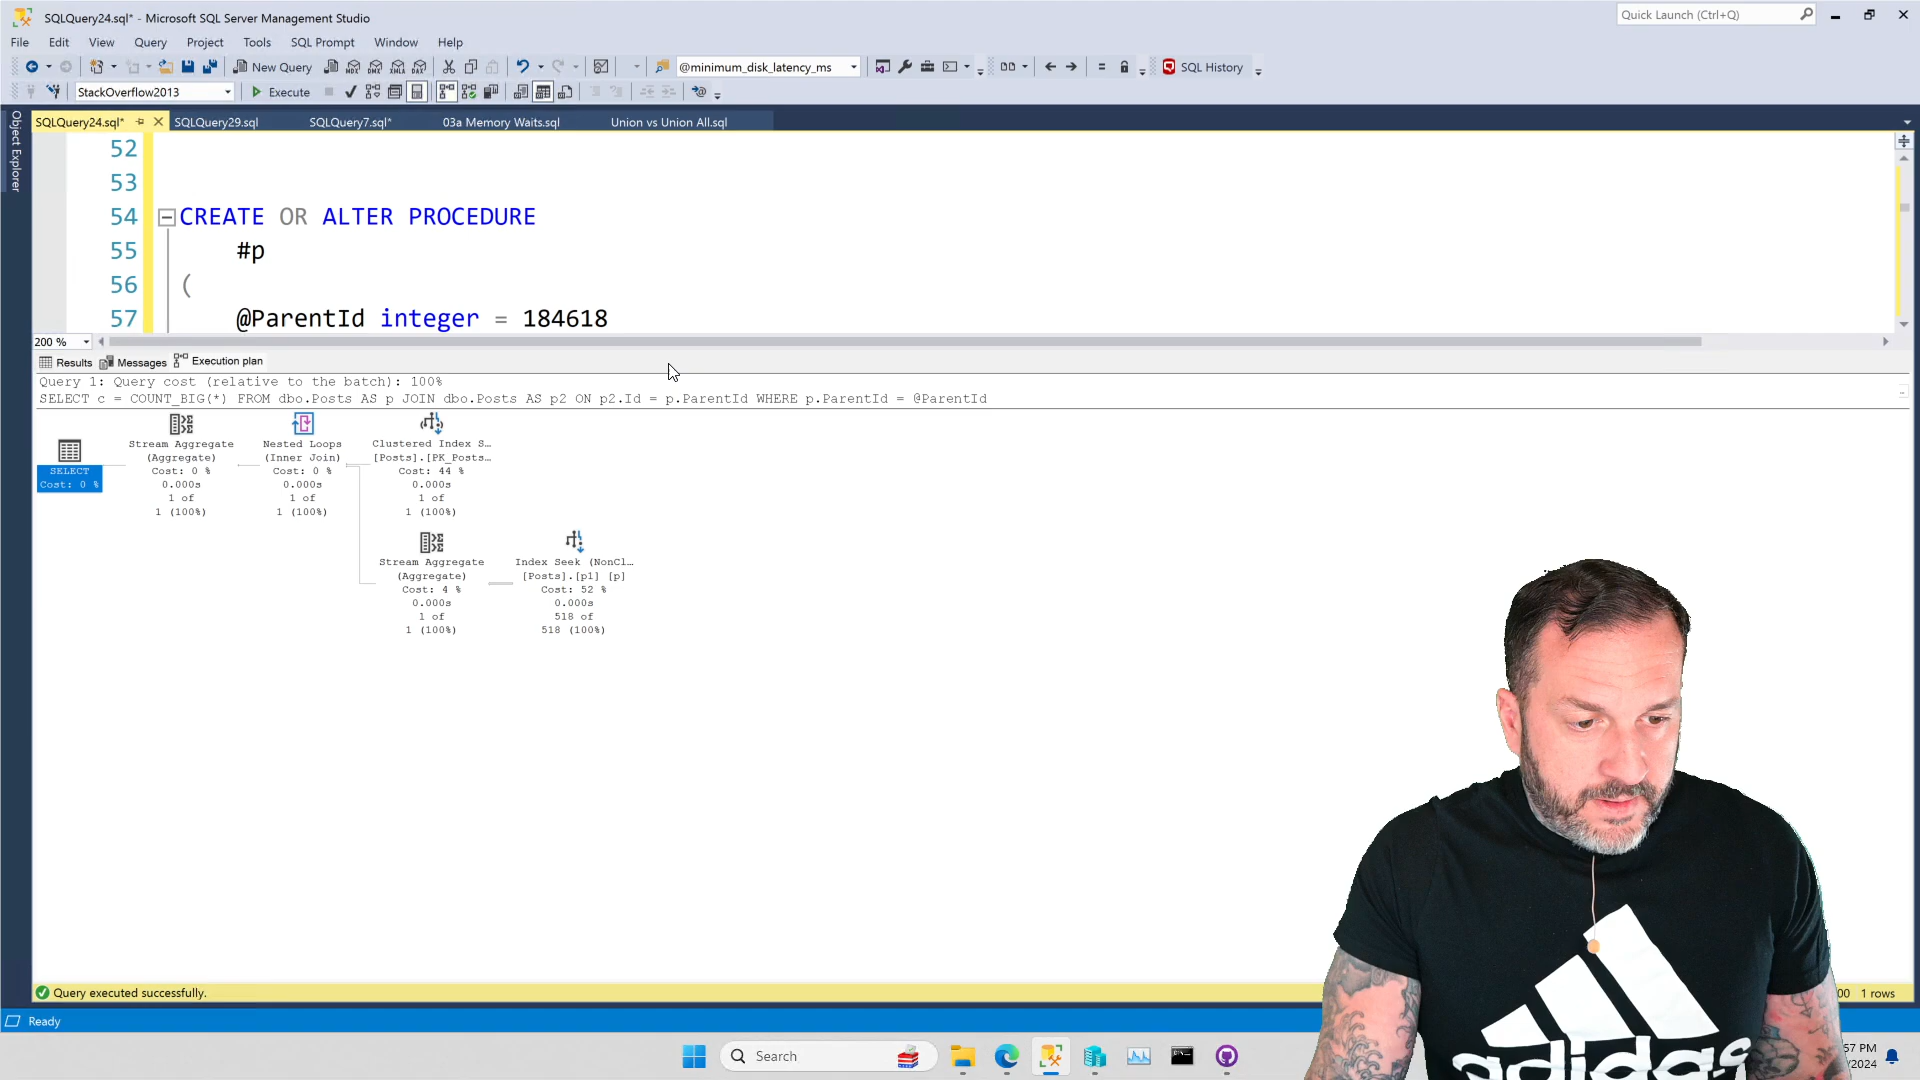 SQLQuery24.sql* - Microsoft SQL Server Management Studio
Quick Launch (Ctrl+Q)
File Edit View Query Project Tools SQL Prompt Window Help
New Query
@minimum_disk_latency_ms
SQL History
StackOverflow2013
Execute
Object Explorer
SQLQuery24.sql*
SQLQuery29.sql
SQLQuery7.sql*
03a Memory Waits.sql
Union vs Union All.sql
52
53
54 CREATE OR ALTER PROCEDURE
55 #p
56 (
57 @ParentId integer = 184618
200 %
Results Messages Execution plan
Query 1: Query cost (relative to the batch): 100%
SELECT c = COUNT_BIG(*) FROM dbo.Posts AS p JOIN dbo.Posts AS p2 ON p2.Id = p.ParentId WHERE p.ParentId = @ParentId
SELECT
Cost: 0 %
Stream Aggregate
(Aggregate)
Cost: 0 %
0.000s
1 of
1 (100%)
Nested Loops
(Inner Join)
Cost: 0 %
0.000s
1 of
1 (100%)
Clustered Index S...
[Posts].[PK_Posts...
Cost: 44 %
0.000s
1 of
1 (100%)
Stream Aggregate
(Aggregate)
Cost: 4 %
0.000s
1 of
1 (100%)
Index Seek (NonCl...
[Posts].[p1] [p]
Cost: 52 %
0.000s
518 of
518 (100%)
Query executed successfully.
00 1 rows
Ready
Search
:57 PM
/2024
adidas